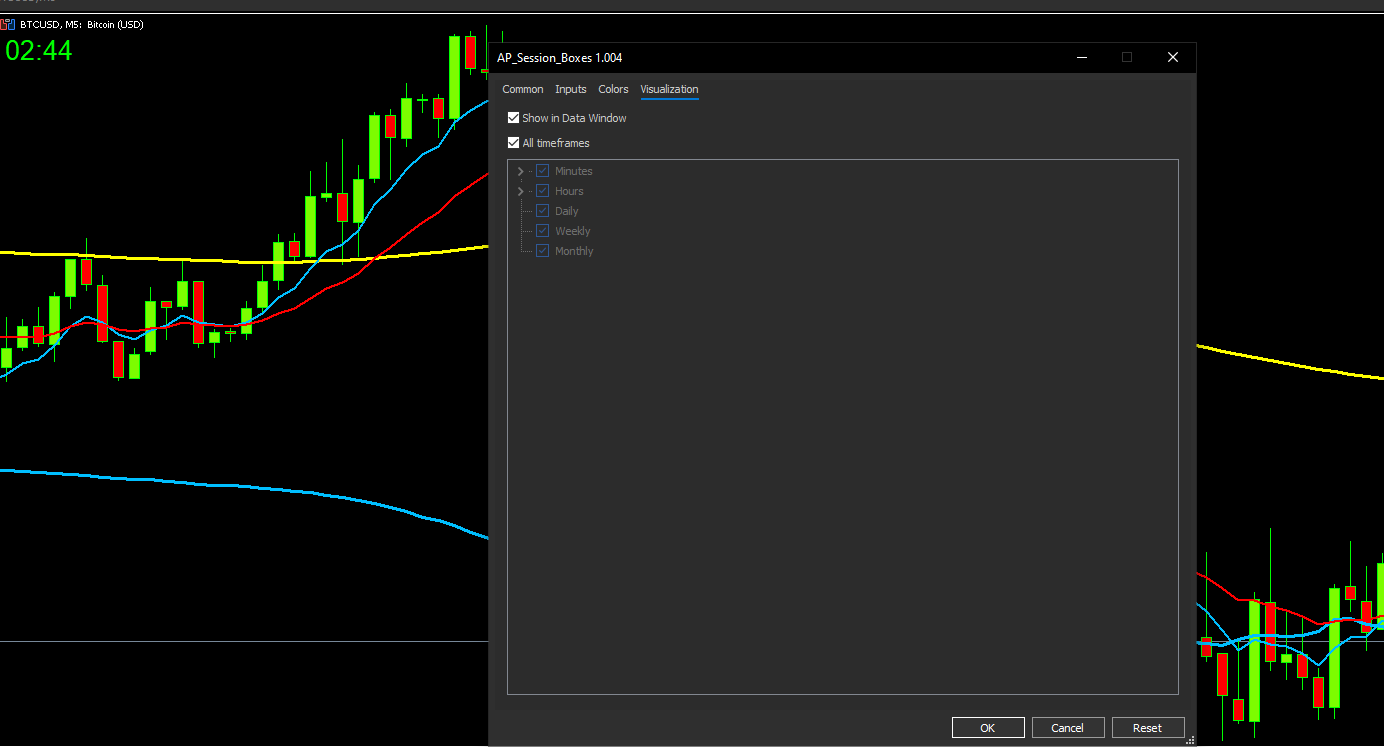 BTCUSD, M5: Bitcoin (USD)
02:44
AP_Session_Boxes 1.004
Common Inputs Colors Visualization
Show in Data Window
All timeframes
Minutes
Hours
Daily
Weekly
Monthly
OK Cancel Reset